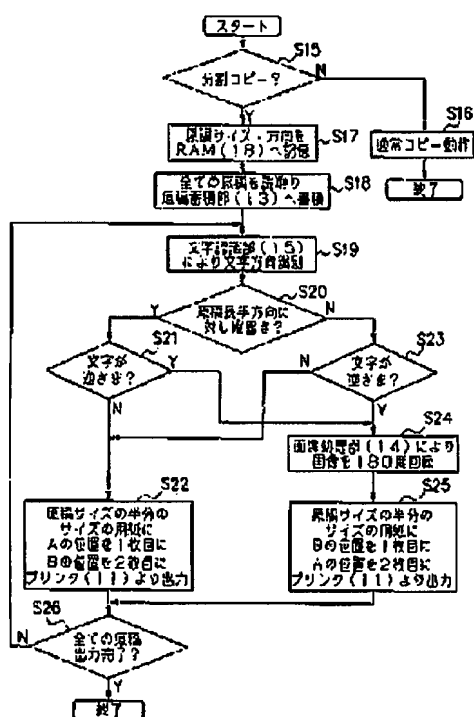 スタート
S15
分割コピー?
N
Y
S16
通常コピー動作
終了
原稿サイズ・方向を
RAM(18)へ記憶
S17
全ての原稿を読取り
原稿蓄積部(13)へ蓄積
S18
文字認識部(15)
により文字方向識別
S19
S20
原稿長手方向に
対し縦書き?
Y
N
S21
文字が
逆さま?
Y
N
S23
文字が
逆さま?
N
Y
S24
画像処理部(14)により
画像を180度回転
S22
原稿サイズの半分の
サイズの用紙に
Aの位置を1枚目に
Bの位置を2枚目に
プリンタ(11)より出力
S25
原稿サイズの半分の
サイズの用紙に
Bの位置を1枚目に
Aの位置を2枚目に
プリンタ(11)より出力
S26
全ての原稿
出力完了?
N
Y
終了